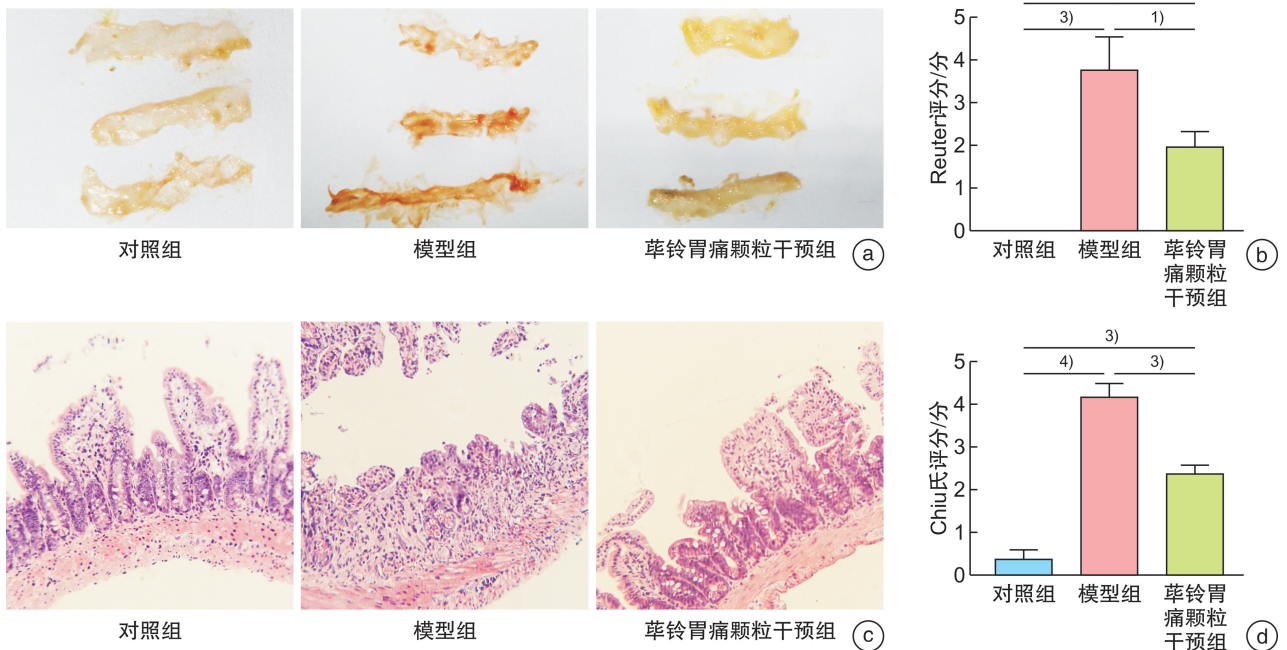 对照组
模型组
荜铃胃痛颗粒干预组
a
Reuter评分/分
5
4
3
2
1
0
3)
1)
对照组
模型组
荜铃胃
痛颗粒
干预组
b
对照组
模型组
荜铃胃痛颗粒干预组
c
Chiu氏评分/分
5
4
3
2
1
0
3)
4)
3)
对照组
模型组
荜铃胃
痛颗粒
干预组
d